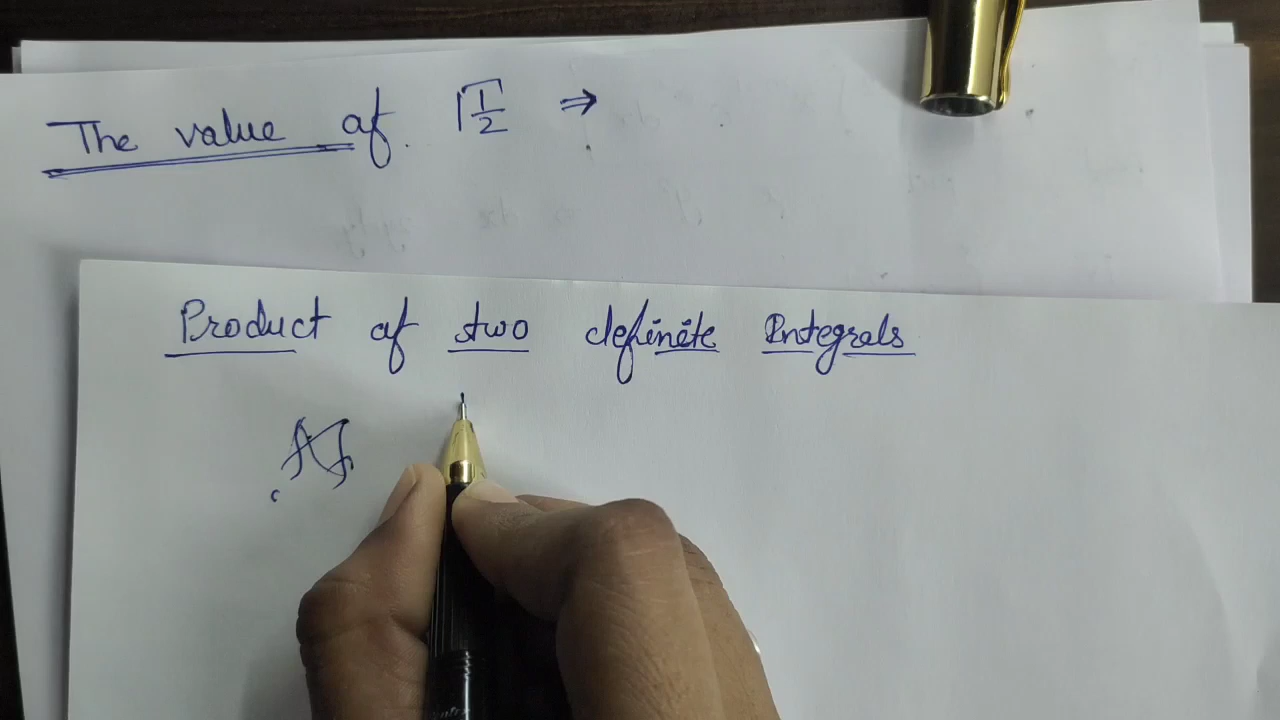 The value of Γ1/2 ⇒
Product of two definite Integrals